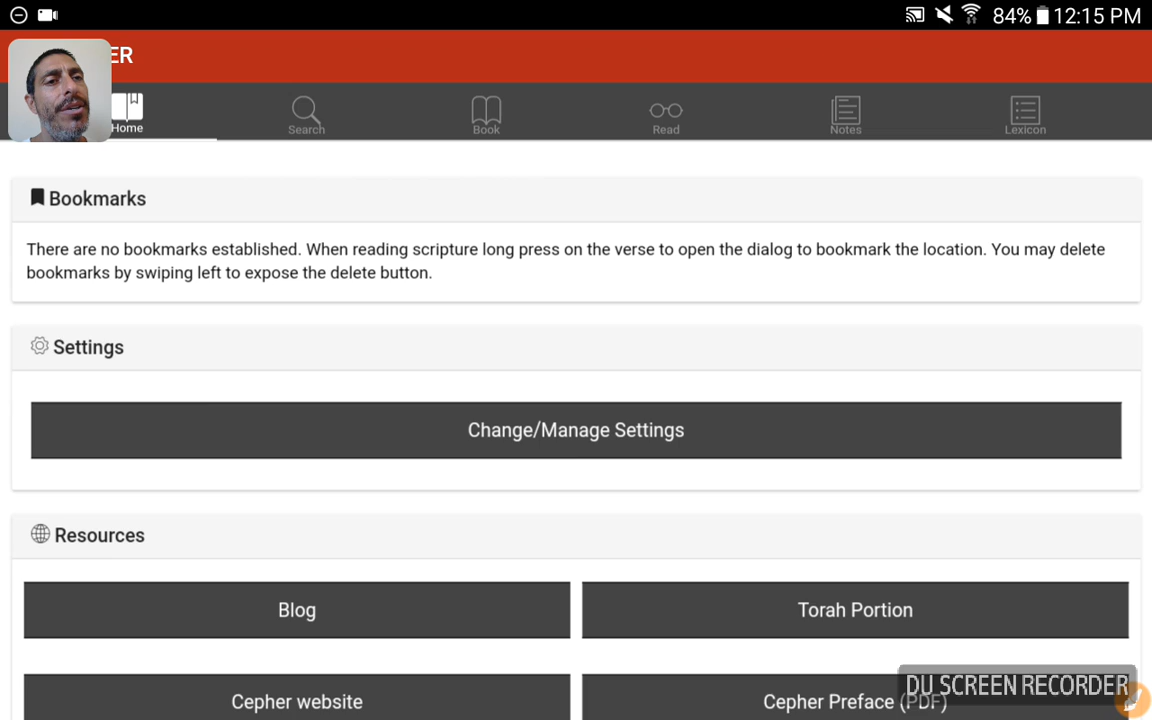 84% 12:15 PM
ER
Home
Search
Book
Read
Notes
Lexicon
Bookmarks
There are no bookmarks established. When reading scripture long press on the verse to open the dialog to bookmark the location. You may delete
bookmarks by swiping left to expose the delete button.
Settings
Change/Manage Settings
Resources
Blog
Torah Portion
Cepher website
Cepher Preface (PDF)
DU SCREEN RECORDER